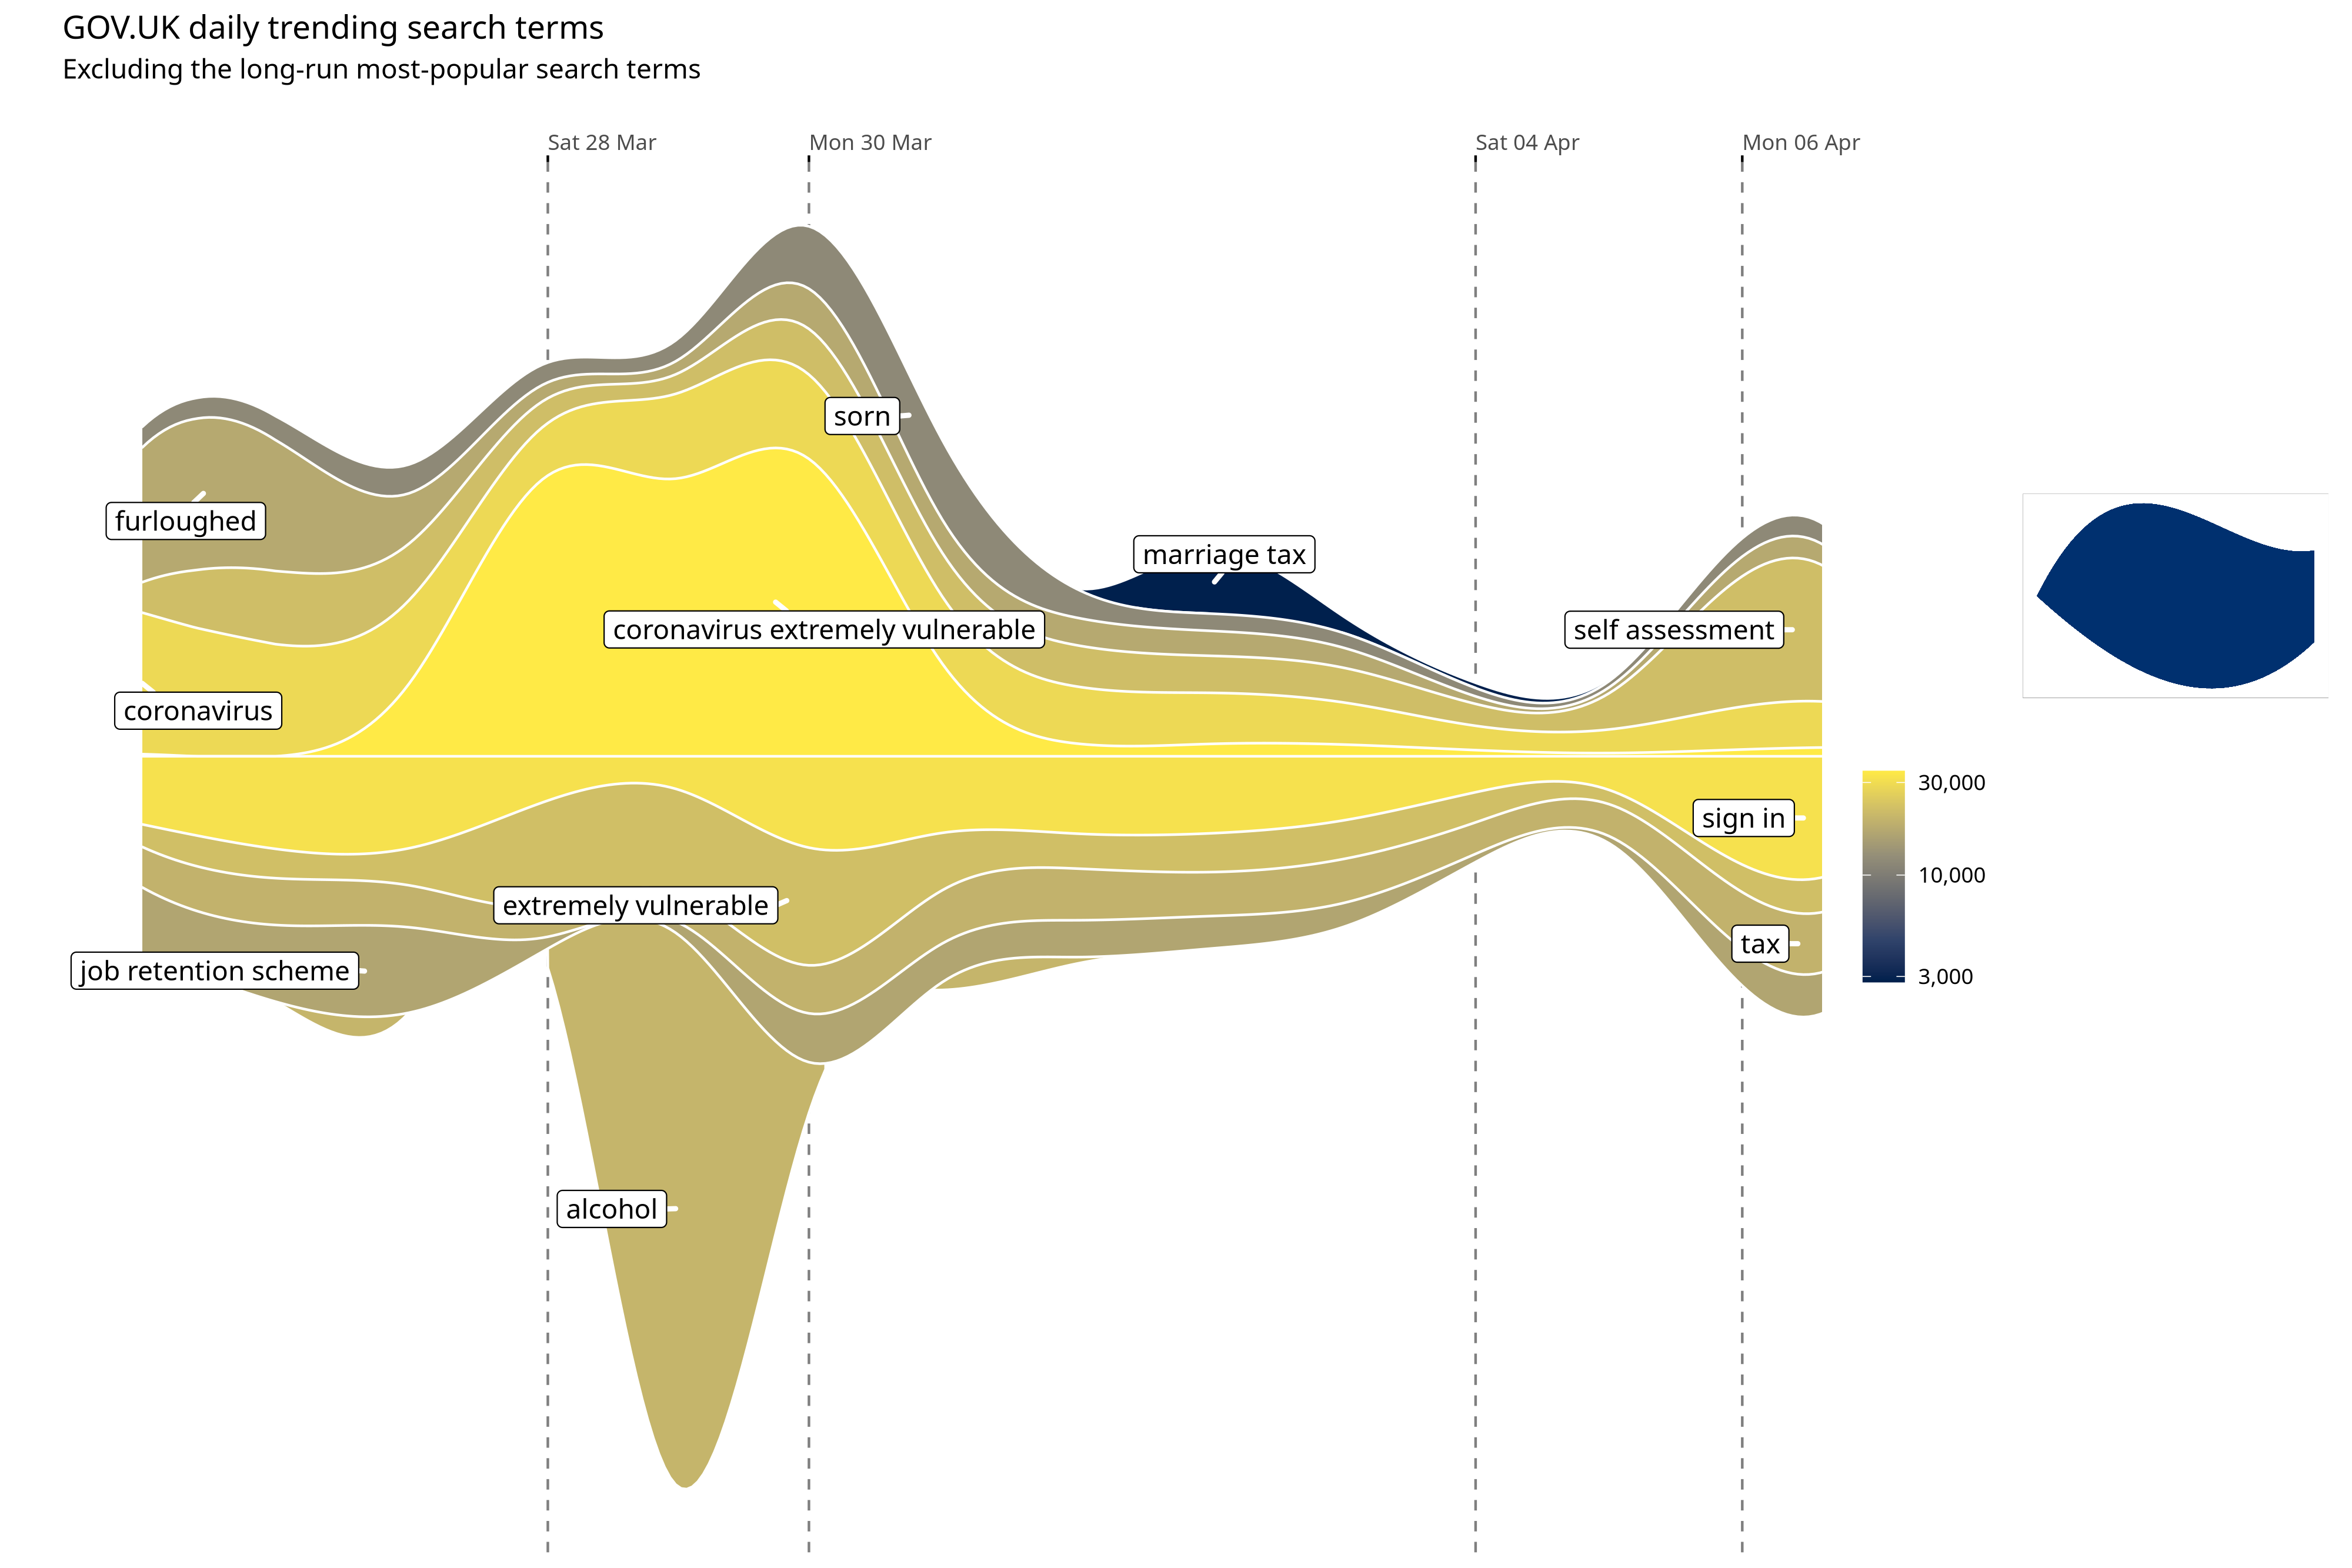 GOV.UK daily trending search terms
Excluding the long-run most-popular search terms
Sat 28 Mar
Mon 30 Mar
Sat 04 Apr
Mon 06 Apr
sorn
furloughed
marriage tax
coronavirus extremely vulnerable
self assessment
coronavirus
sign in
extremely vulnerable
tax
job retention scheme
alcohol
30,000
10,000
3,000